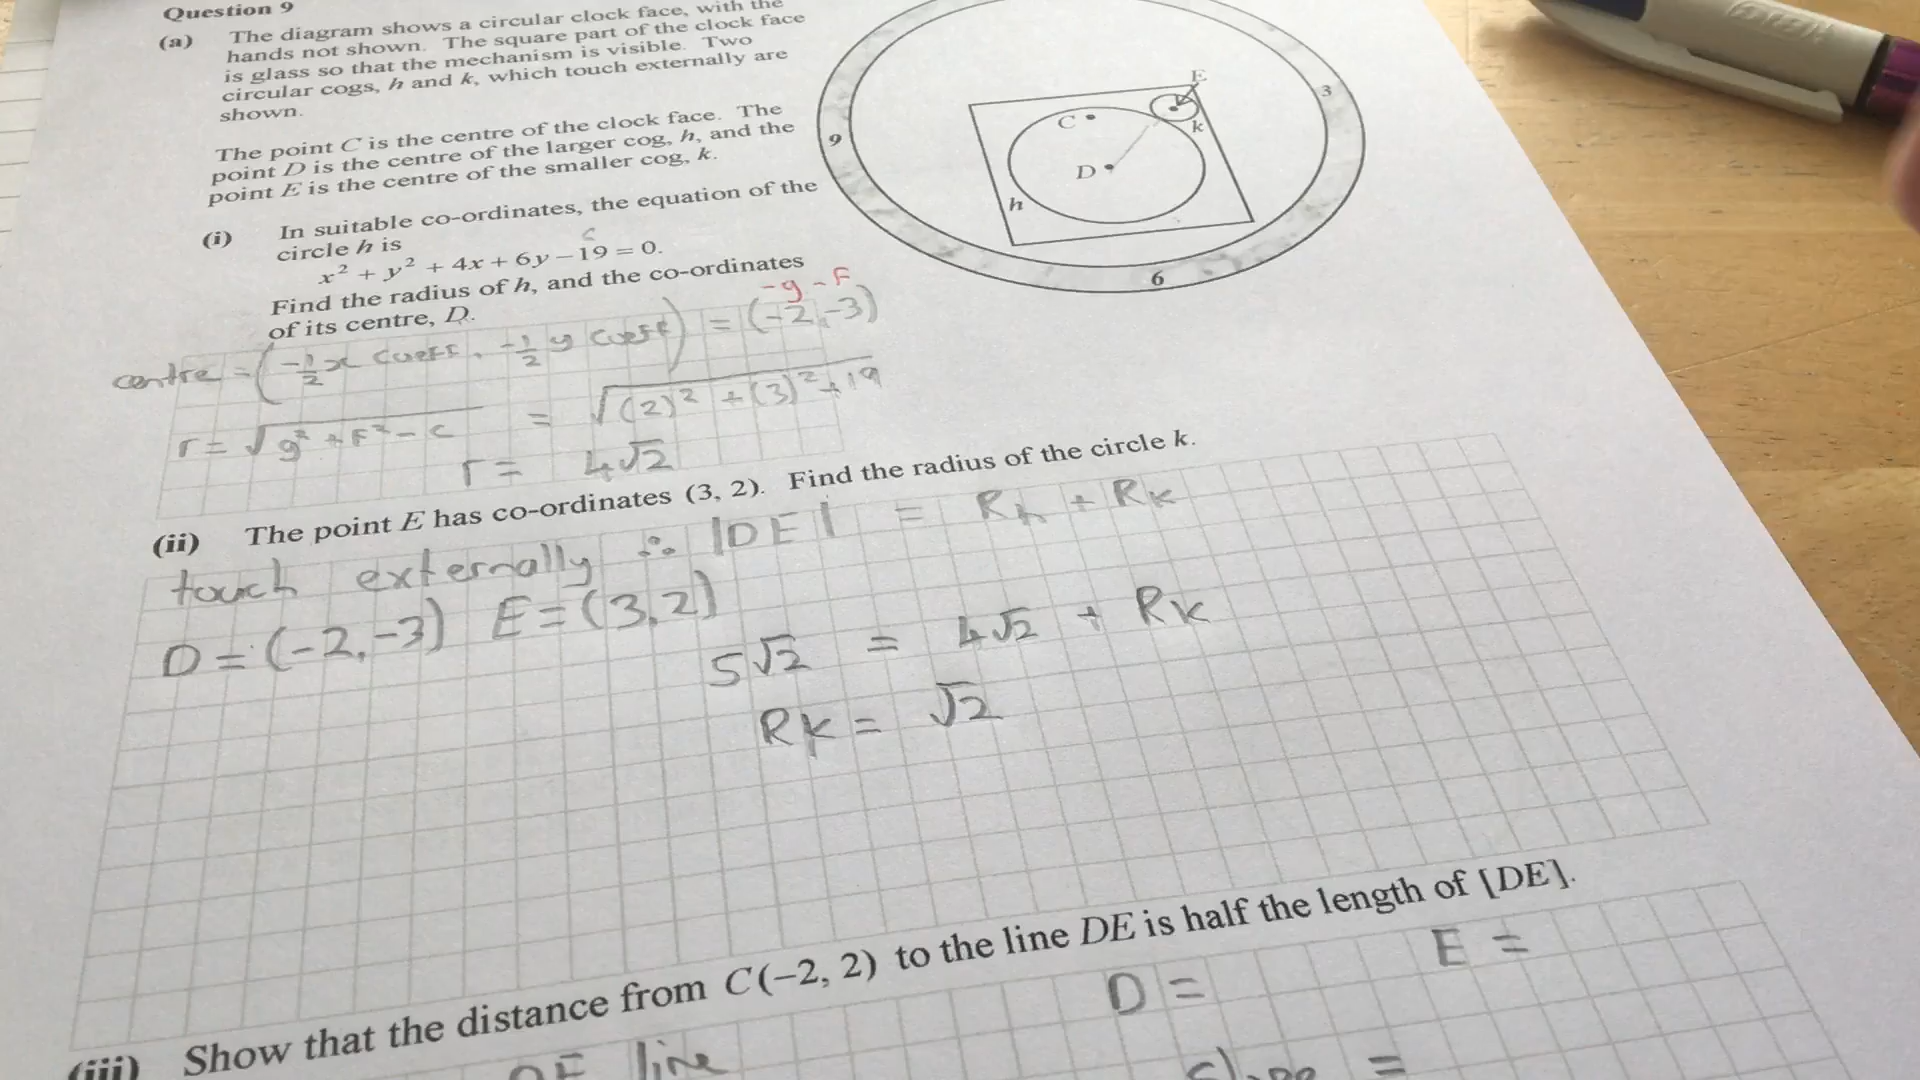 Question 9
(a) The diagram shows a circular clock face, with the
hands not shown. The square part of the clock face
is glass so that the mechanism is visible. Two
circular cogs, h and k, which touch externally are
shown.
The point C is the centre of the clock face. The
point D is the centre of the larger cog, h, and the
point E is the centre of the smaller cog, k.
(i) In suitable co-ordinates, the equation of the
circle h is
c
x² + y² + 4x + 6y – 19 = 0.
Find the radius of h, and the co-ordinates
of its centre, D.
-g -F
centre = (-1/2 x coeff, -1/2 y coeff) = (-2,-3)
r = √g² + F² - c = √(2)² + (3)² + 19
r = 4√2
(ii) The point E has co-ordinates (3, 2). Find the radius of the circle k.
touch externally ∴ |DE| = Rh + Rk
D = (-2,-3) E = (3,2)
5√2 = 4√2 + Rk
Rk = √2
(iii) Show that the distance from C(–2, 2) to the line DE is half the length of [DE].
D = E =
DE line slope =
9
3
6
C
D
E
h
k